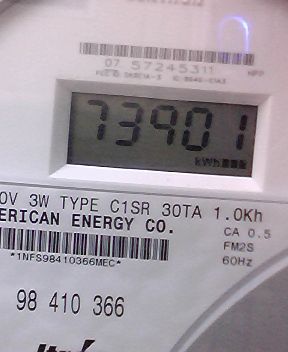 07 57245311
73901
kWh
0V 3W TYPE C1SR 30TA 1.0Kh
ERICAN ENERGY CO.
CA 0.5
FM2S
*1NFS98410366MEC*
60Hz
98 410 366